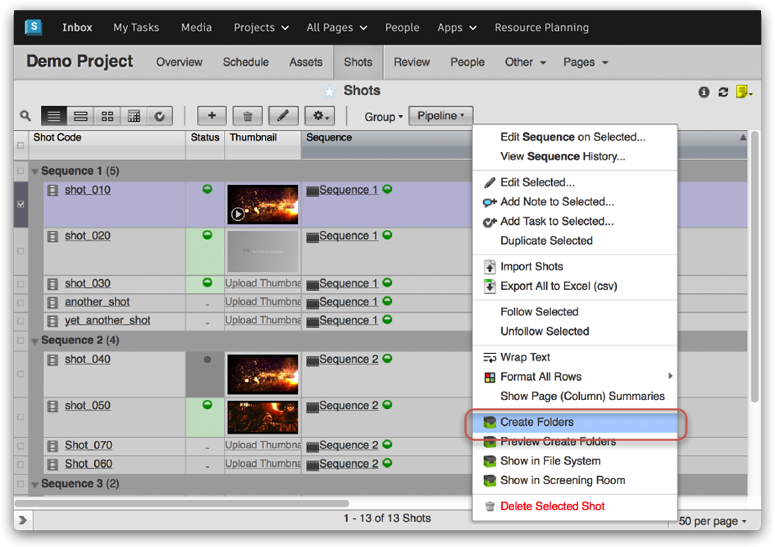 S Inbox My Tasks Media Projects All Pages People Apps Resource Planning
Demo Project Overview Schedule Assets Shots Review People Other Pages
Shots
Group Pipeline
Shot Code Status Thumbnail Sequence
Sequence 1 (5)
shot_010 Sequence 1
shot_020 Sequence 1
shot_030 Upload Thumbna Sequence 1
another_shot - Upload Thumbna Sequence 1
yet_another_shot - Upload Thumbna Sequence 1
Sequence 2 (4)
shot_040 Sequence 2
shot_050 Sequence 2
Shot_070 - Upload Thumbna Sequence 2
Shot_060 - Upload Thumbna Sequence 2
Sequence 3 (2)
1 - 13 of 13 Shots
50 per page
Edit Sequence on Selected...
View Sequence History...
Edit Selected...
Add Note to Selected...
Add Task to Selected...
Duplicate Selected
Import Shots
Export All to Excel (csv)
Follow Selected
Unfollow Selected
Wrap Text
Format All Rows
Show Page (Column) Summaries
Create Folders
Preview Create Folders
Show in File System
Show in Screening Room
Delete Selected Shot